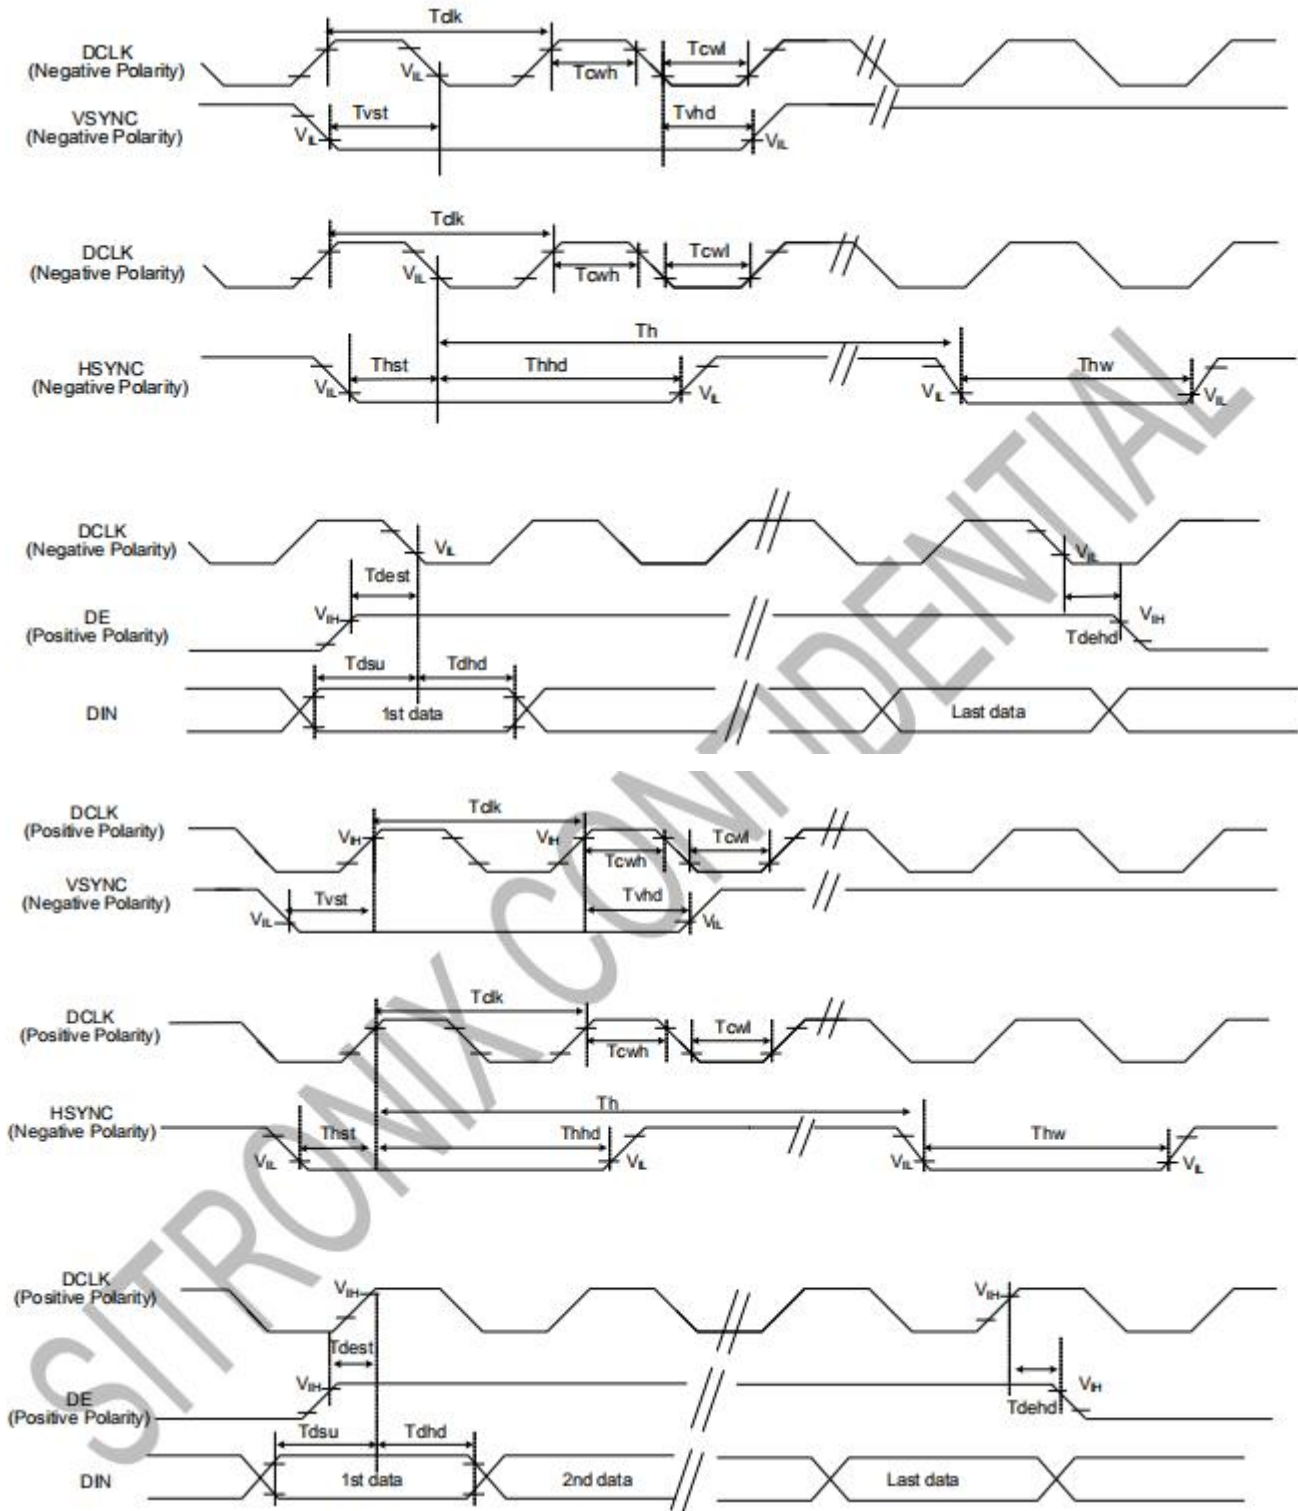 Tclk
DCLK
(Negative Polarity)
VIL
Tcwh
Tcwl
VSYNC
(Negative Polarity)
VIL
Tvst
Tvhd
VIL
Tclk
DCLK
(Negative Polarity)
VIL
Tcwh
Tcwl
Th
HSYNC
(Negative Polarity)
Thst
Thhd
Thw
VIL
VIL
VIL
VIL
DCLK
(Negative Polarity)
VIL
VIL
Tdest
DE
(Positive Polarity)
VIH
VIH
Tdehd
Tdsu
Tdhd
DIN
1st data
Last data
DCLK
(Positive Polarity)
Tclk
VIH
VIH
Tcwh
Tcwl
VSYNC
(Negative Polarity)
Tvst
Tvhd
VIL
VIL
Tclk
DCLK
(Positive Polarity)
Tcwh
Tcwl
Th
HSYNC
(Negative Polarity)
Thst
Thhd
Thw
VIL
VIL
VIL
VIL
DCLK
(Positive Polarity)
VIH
VIH
Tdest
DE
(Positive Polarity)
VIH
VIH
Tdehd
Tdsu
Tdhd
DIN
1st data
2nd data
Last data
SITRONIX CONFIDENTIAL